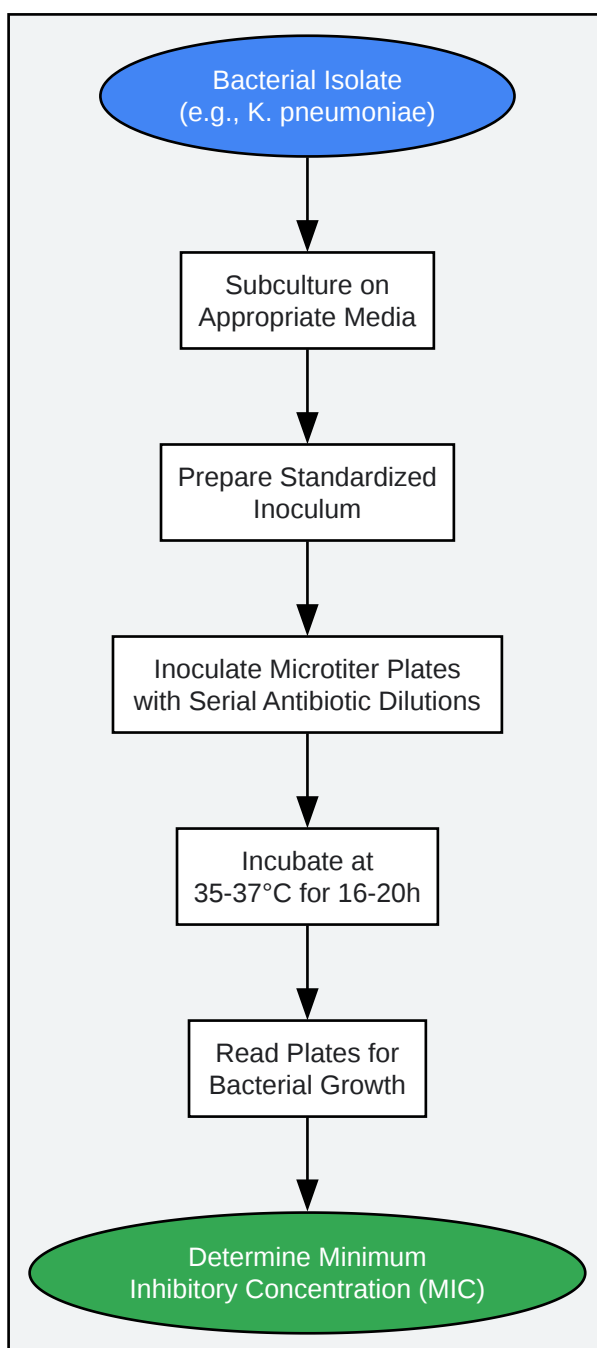 Bacterial Isolate
(e.g., K. pneumoniae)
Subculture on
Appropriate Media
Prepare Standardized
Inoculum
Inoculate Microtiter Plates
with Serial Antibiotic Dilutions
Incubate at
35-37°C for 16-20h
Read Plates for
Bacterial Growth
Determine Minimum
Inhibitory Concentration (MIC)